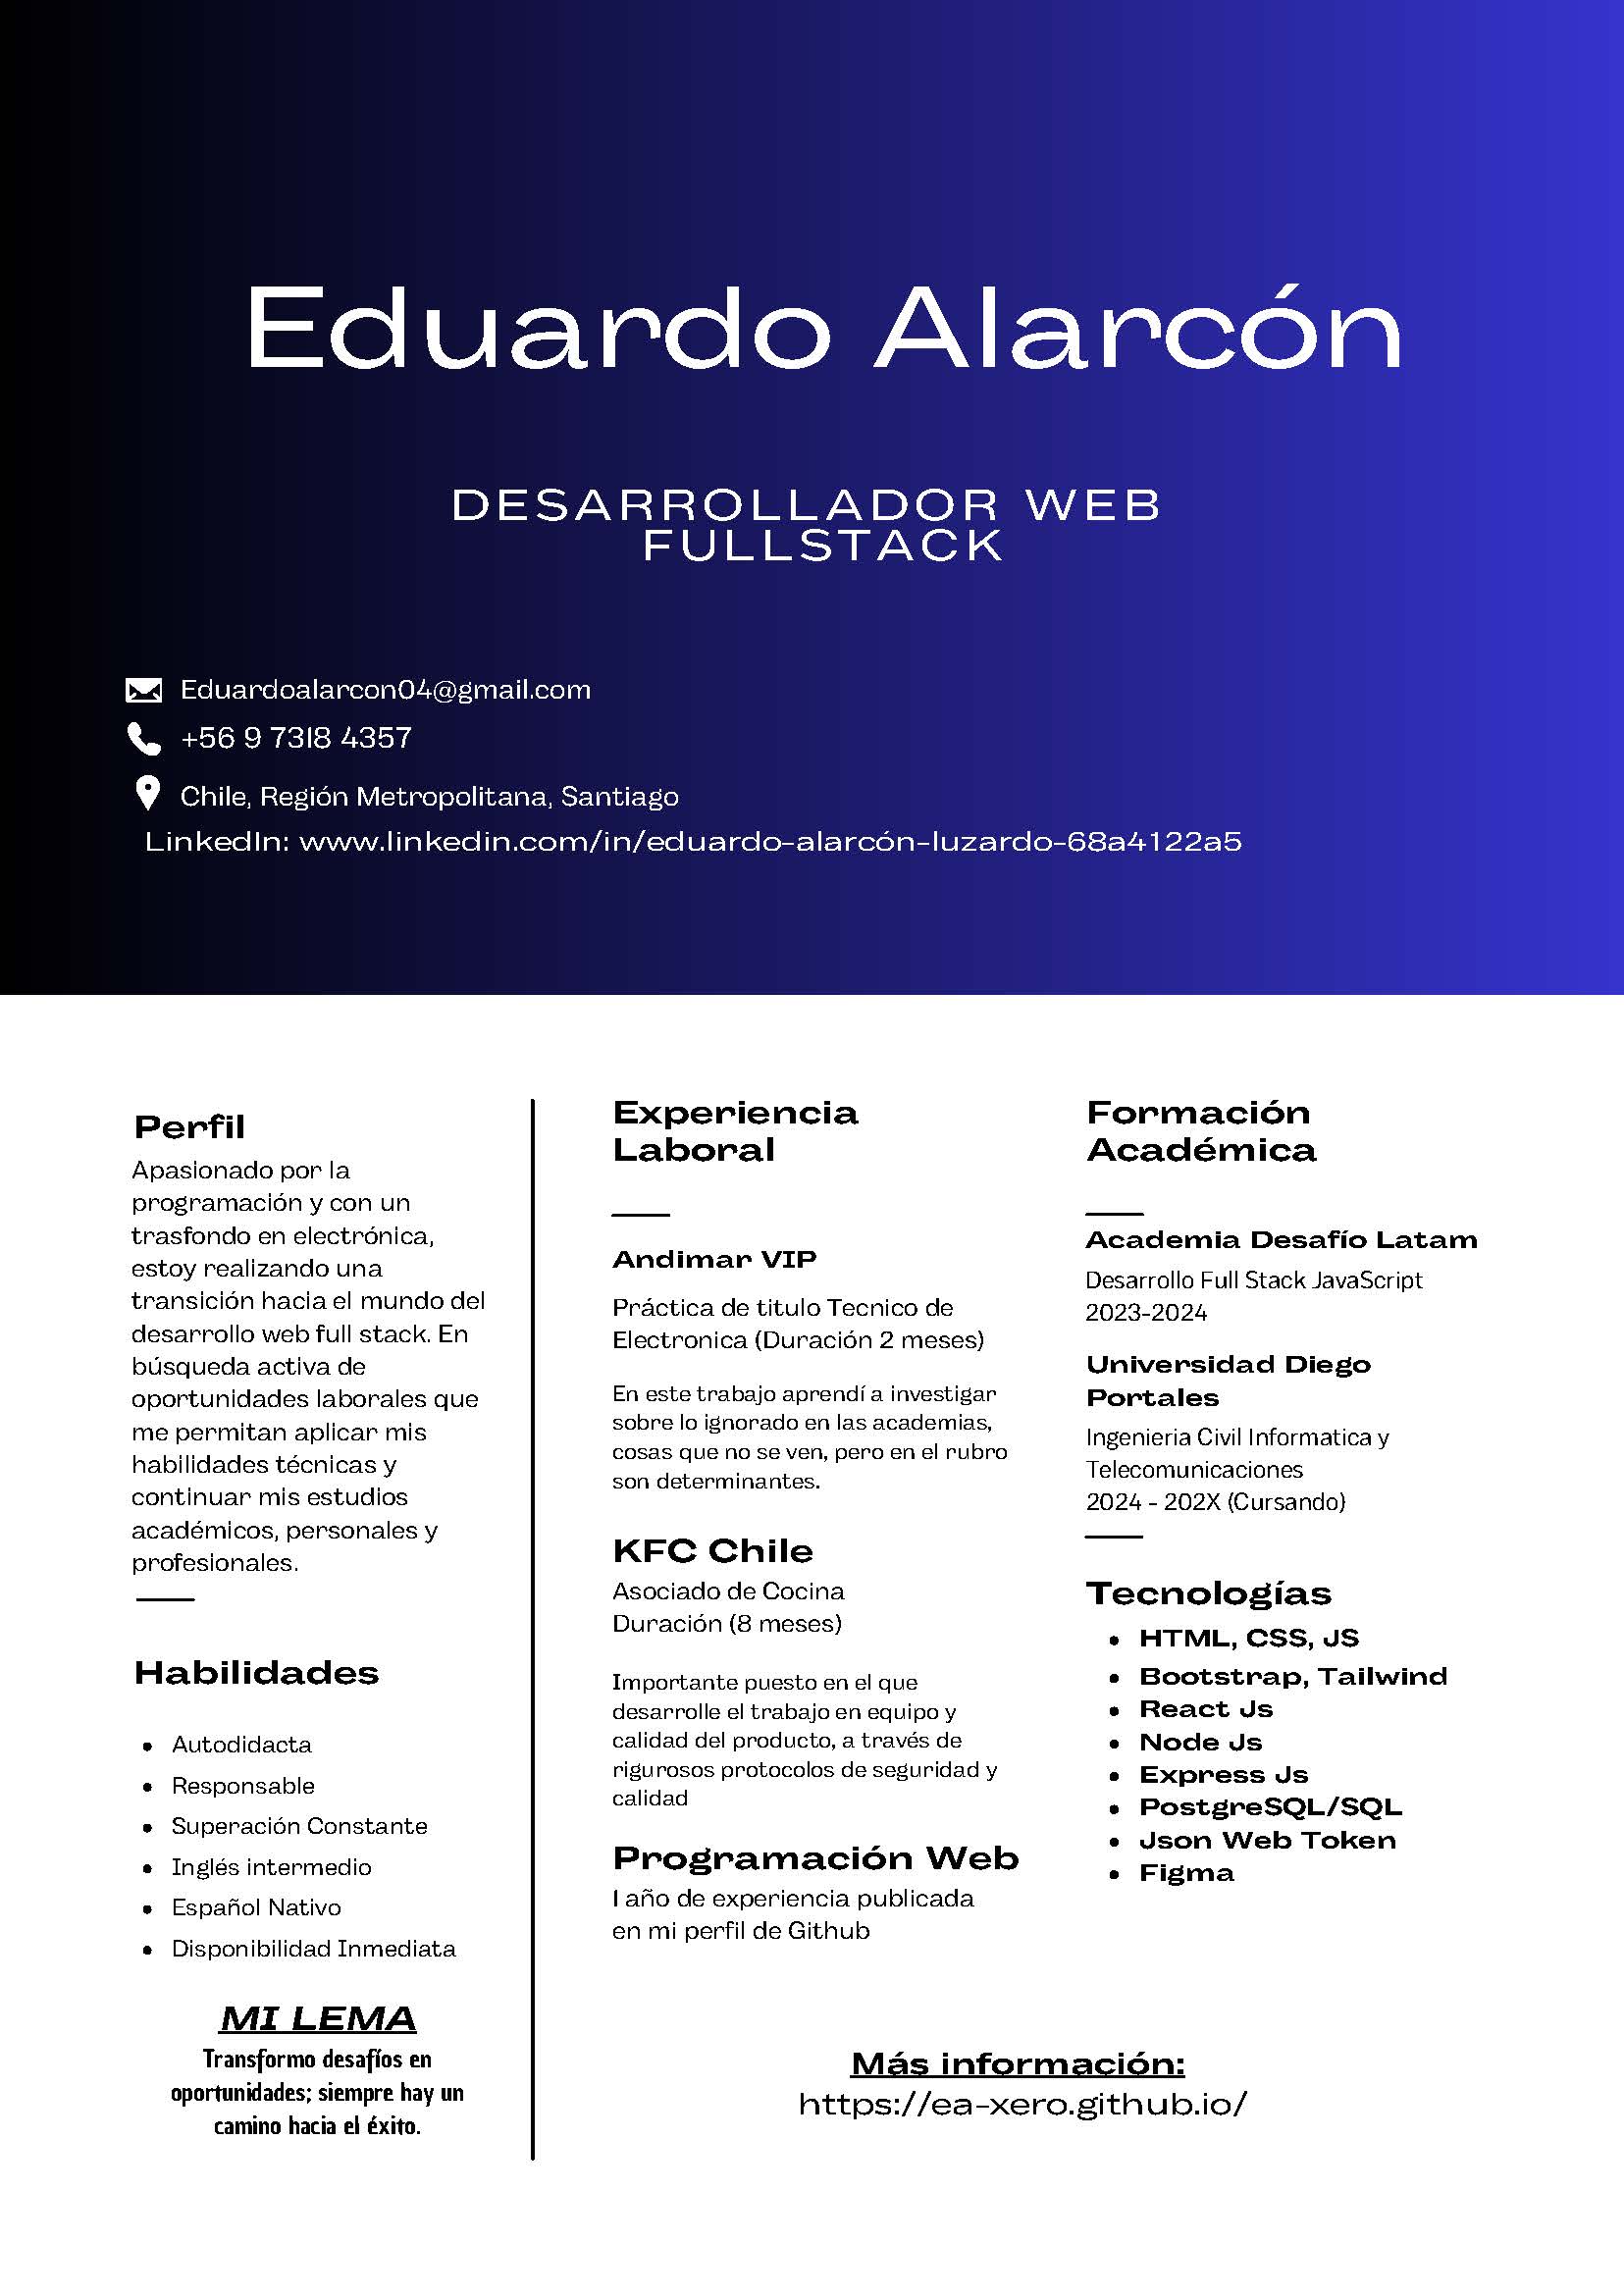 Eduardo Alarcón
DESARROLLADOR WEB
FULLSTACK
Eduardoalarcon04@gmail.com
+56 9 7318 4357
Chile, Región Metropolitana, Santiago
LinkedIn: www.linkedin.com/in/eduardo-alarcón-luzardo-68a4122a5
Perfil
Apasionado por la
programación y con un
trasfondo en electrónica,
estoy realizando una
transición hacia el mundo del
desarrollo web full stack. En
búsqueda activa de
oportunidades laborales que
me permitan aplicar mis
habilidades técnicas y
continuar mis estudios
académicos, personales y
profesionales.
Habilidades
• Autodidacta
• Responsable
• Superación Constante
• Inglés intermedio
• Español Nativo
• Disponibilidad Inmediata
MI LEMA
Transformo desafíos en
oportunidades; siempre hay un
camino hacia el éxito.
Experiencia
Laboral
Andimar VIP
Práctica de titulo Tecnico de
Electronica (Duración 2 meses)
En este trabajo aprendí a investigar
sobre lo ignorado en las academias,
cosas que no se ven, pero en el rubro
son determinantes.
KFC Chile
Asociado de Cocina
Duración (8 meses)
Importante puesto en el que
desarrolle el trabajo en equipo y
calidad del producto, a través de
rigurosos protocolos de seguridad y
calidad
Programación Web
1 año de experiencia publicada
en mi perfil de Github
Formación
Académica
Academia Desafío Latam
Desarrollo Full Stack JavaScript
2023-2024
Universidad Diego
Portales
Ingenieria Civil Informatica y
Telecomunicaciones
2024 - 202X (Cursando)
Tecnologías
• HTML, CSS, JS
• Bootstrap, Tailwind
• React Js
• Node Js
• Express Js
• PostgreSQL/SQL
• Json Web Token
• Figma
Más información:
https://ea-xero.github.io/